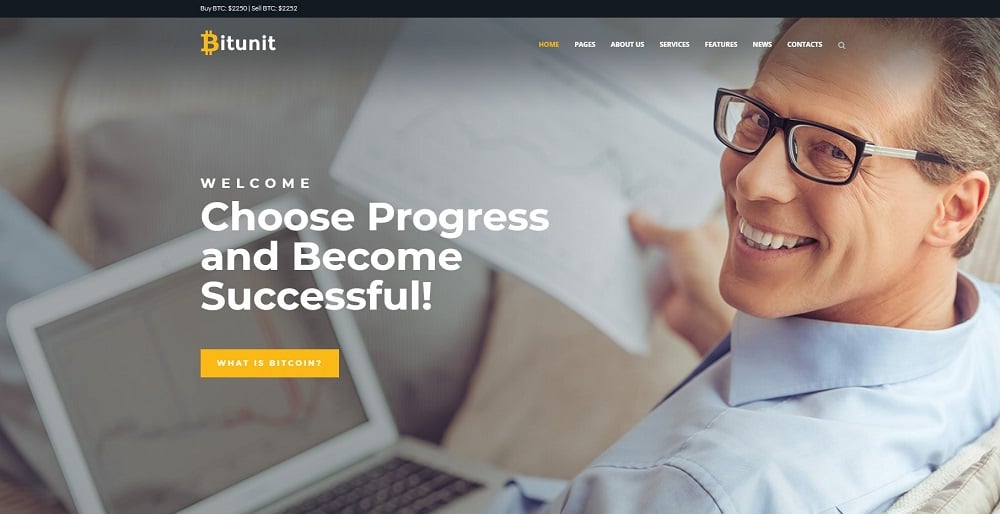 Buy BTC: $2250 | Sell BTC: $2252
Bitunit
HOME PAGES ABOUT US SERVICES FEATURES NEWS CONTACTS
WELCOME
Choose Progress
and Become
Successful!
WHAT IS BITCOIN?